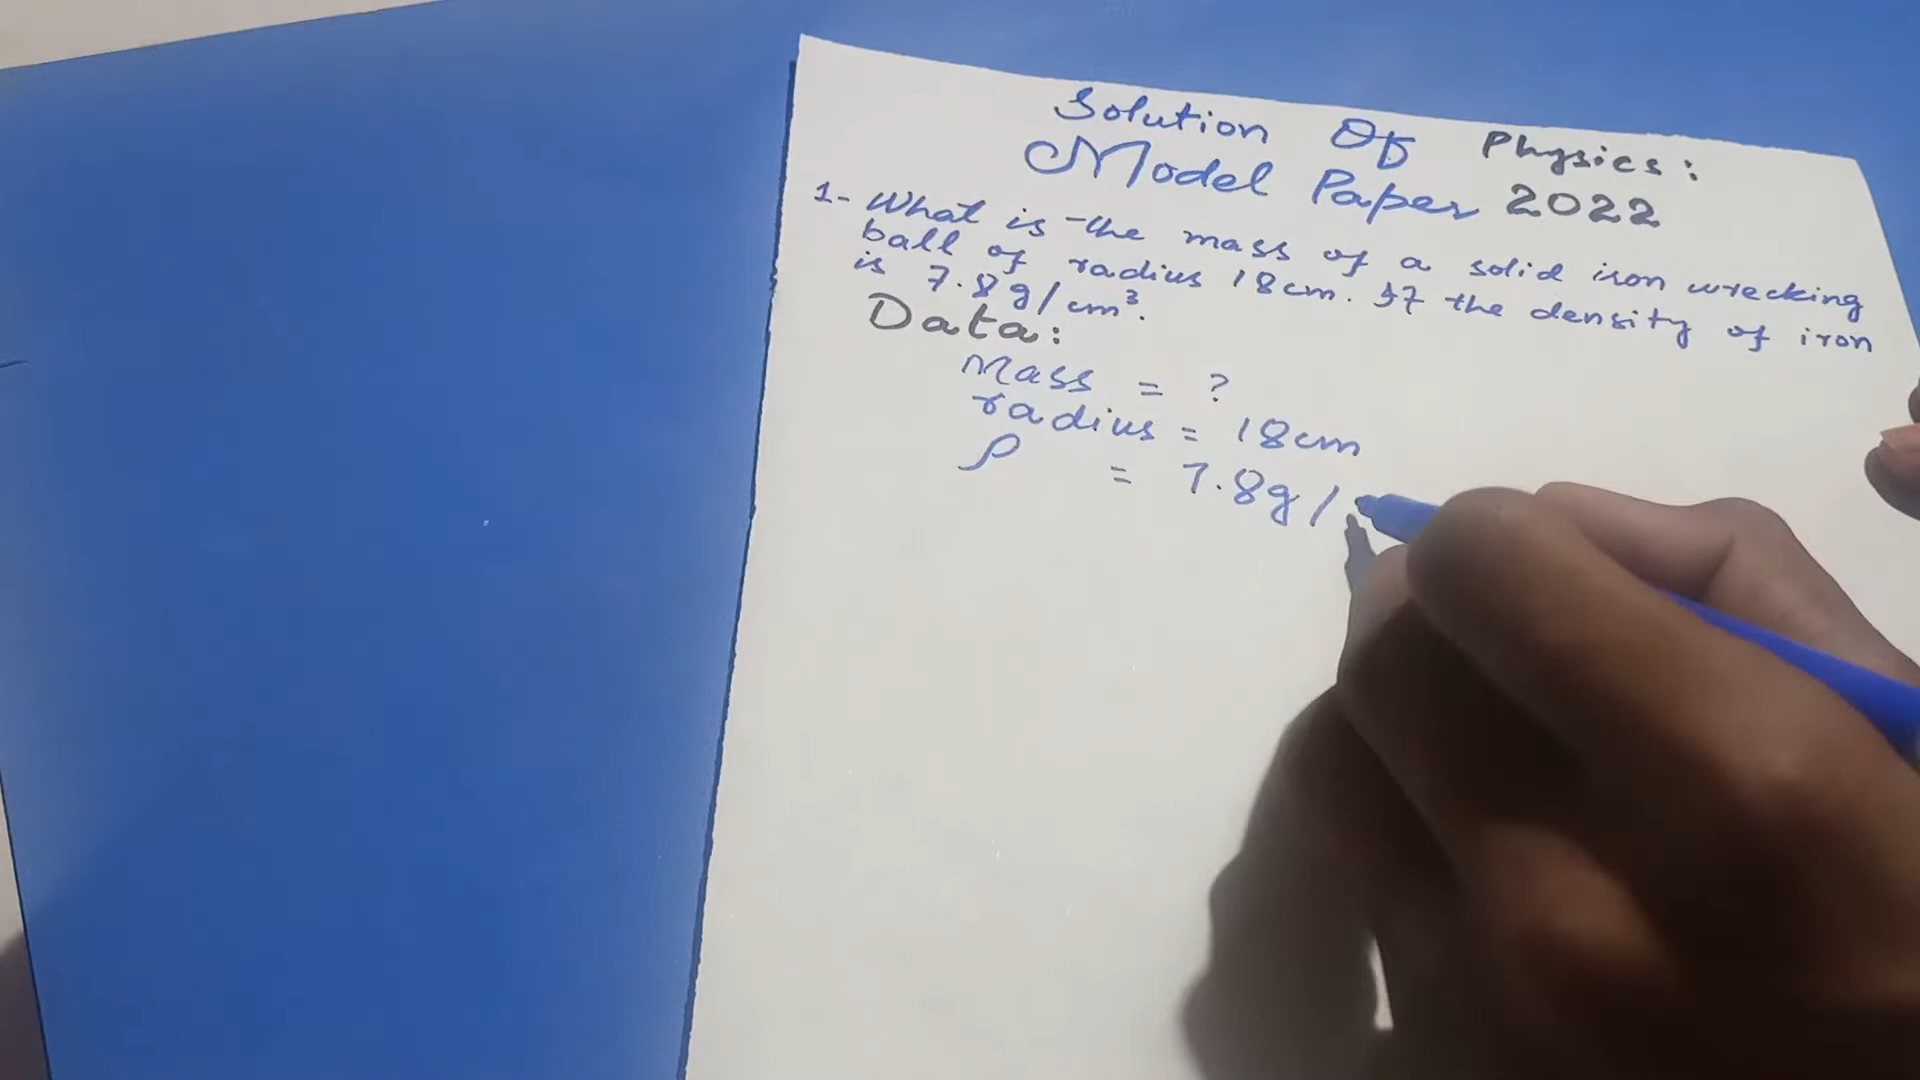 Solution Of Physics:
Model Paper 2022
1- What is the mass of a solid iron wrecking
ball of radius 18cm. If the density of iron
is 7.8g/cm³.
Data:
Mass = ?
radius = 18cm
ρ = 7.8g/